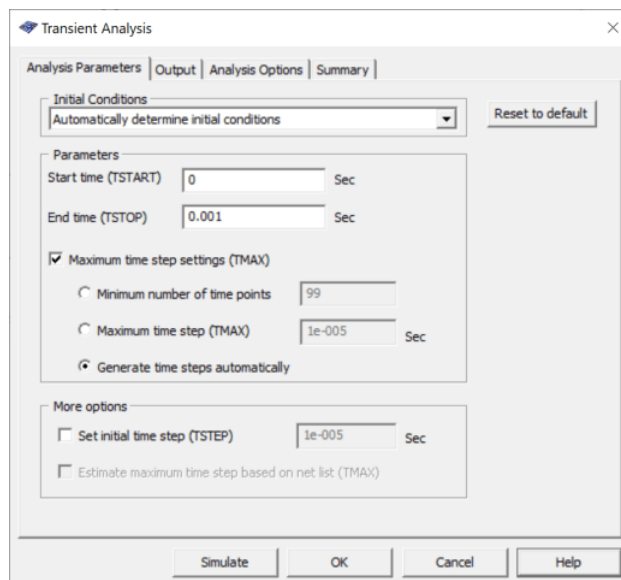 Transient Analysis
Analysis Parameters Output Analysis Options Summary
Initial Conditions
Automatically determine initial conditions
Reset to default
Parameters
Start time (TSTART) 0 Sec
End time (TSTOP) 0.001 Sec
Maximum time step settings (TMAX)
Minimum number of time points 99
Maximum time step (TMAX) 1e-005 Sec
Generate time steps automatically
More options
Set initial time step (TSTEP) 1e-005 Sec
Estimate maximum time step based on net list (TMAX)
Simulate OK Cancel Help